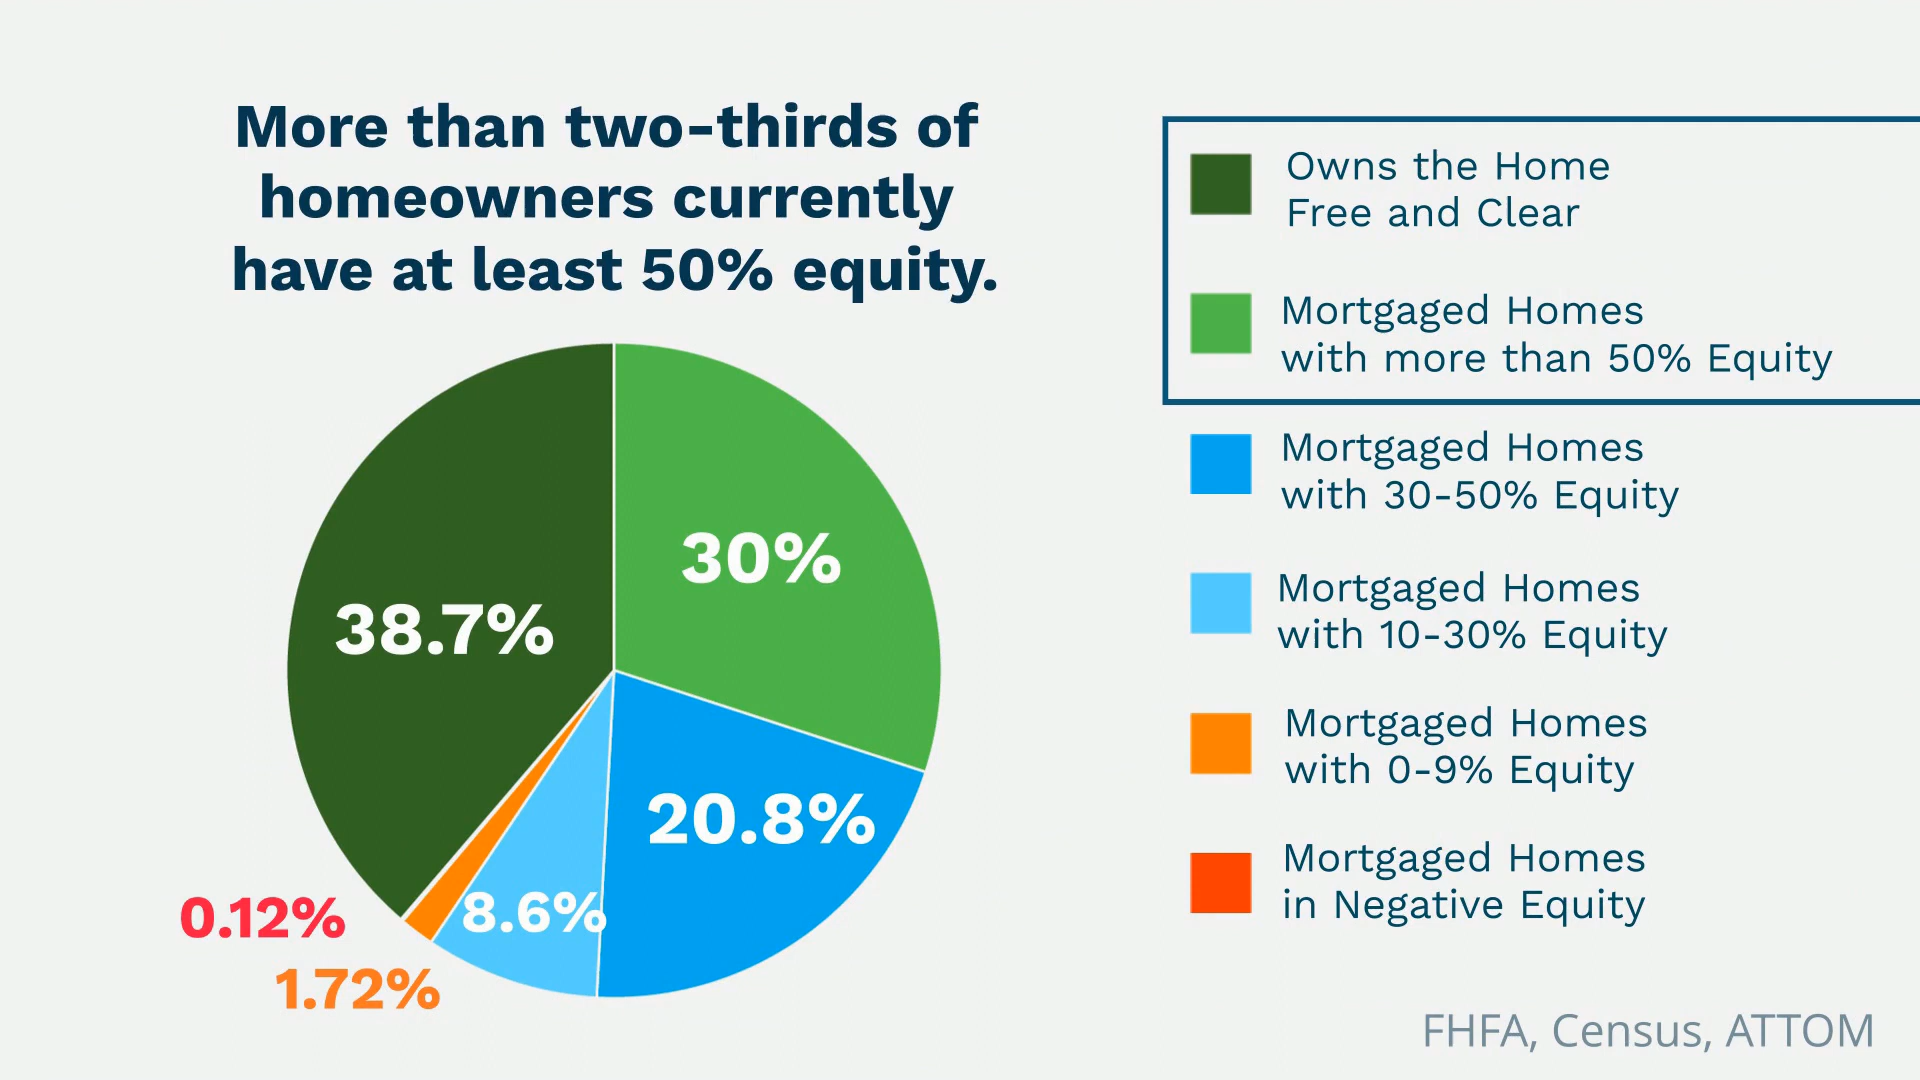 More than two-thirds of
homeowners currently
have at least 50% equity.
30%
38.7%
20.8%
8.6%
0.12%
1.72%
Owns the Home
Free and Clear
Mortgaged Homes
with more than 50% Equity
Mortgaged Homes
with 30-50% Equity
Mortgaged Homes
with 10-30% Equity
Mortgaged Homes
with 0-9% Equity
Mortgaged Homes
in Negative Equity
FHFA, Census, ATTOM